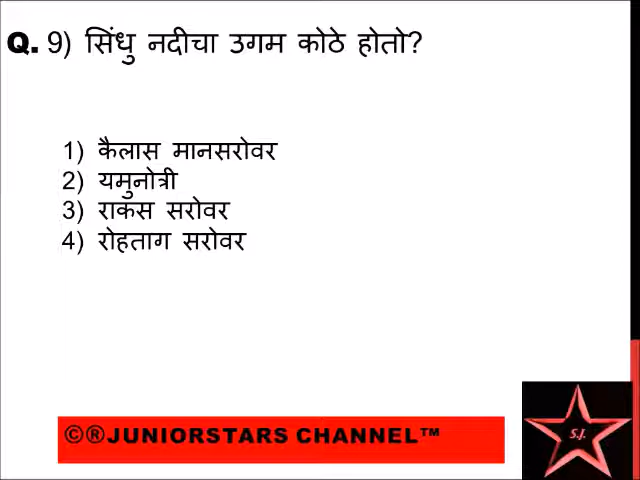 Q. 9) सिंधु नदीचा उगम कोठे होतो?
1) कैलास मानसरोवर
2) यमुनोत्री
3) राकस सरोवर
4) रोहताग सरोवर
©®JUNIORSTARS CHANNEL™
S.J.